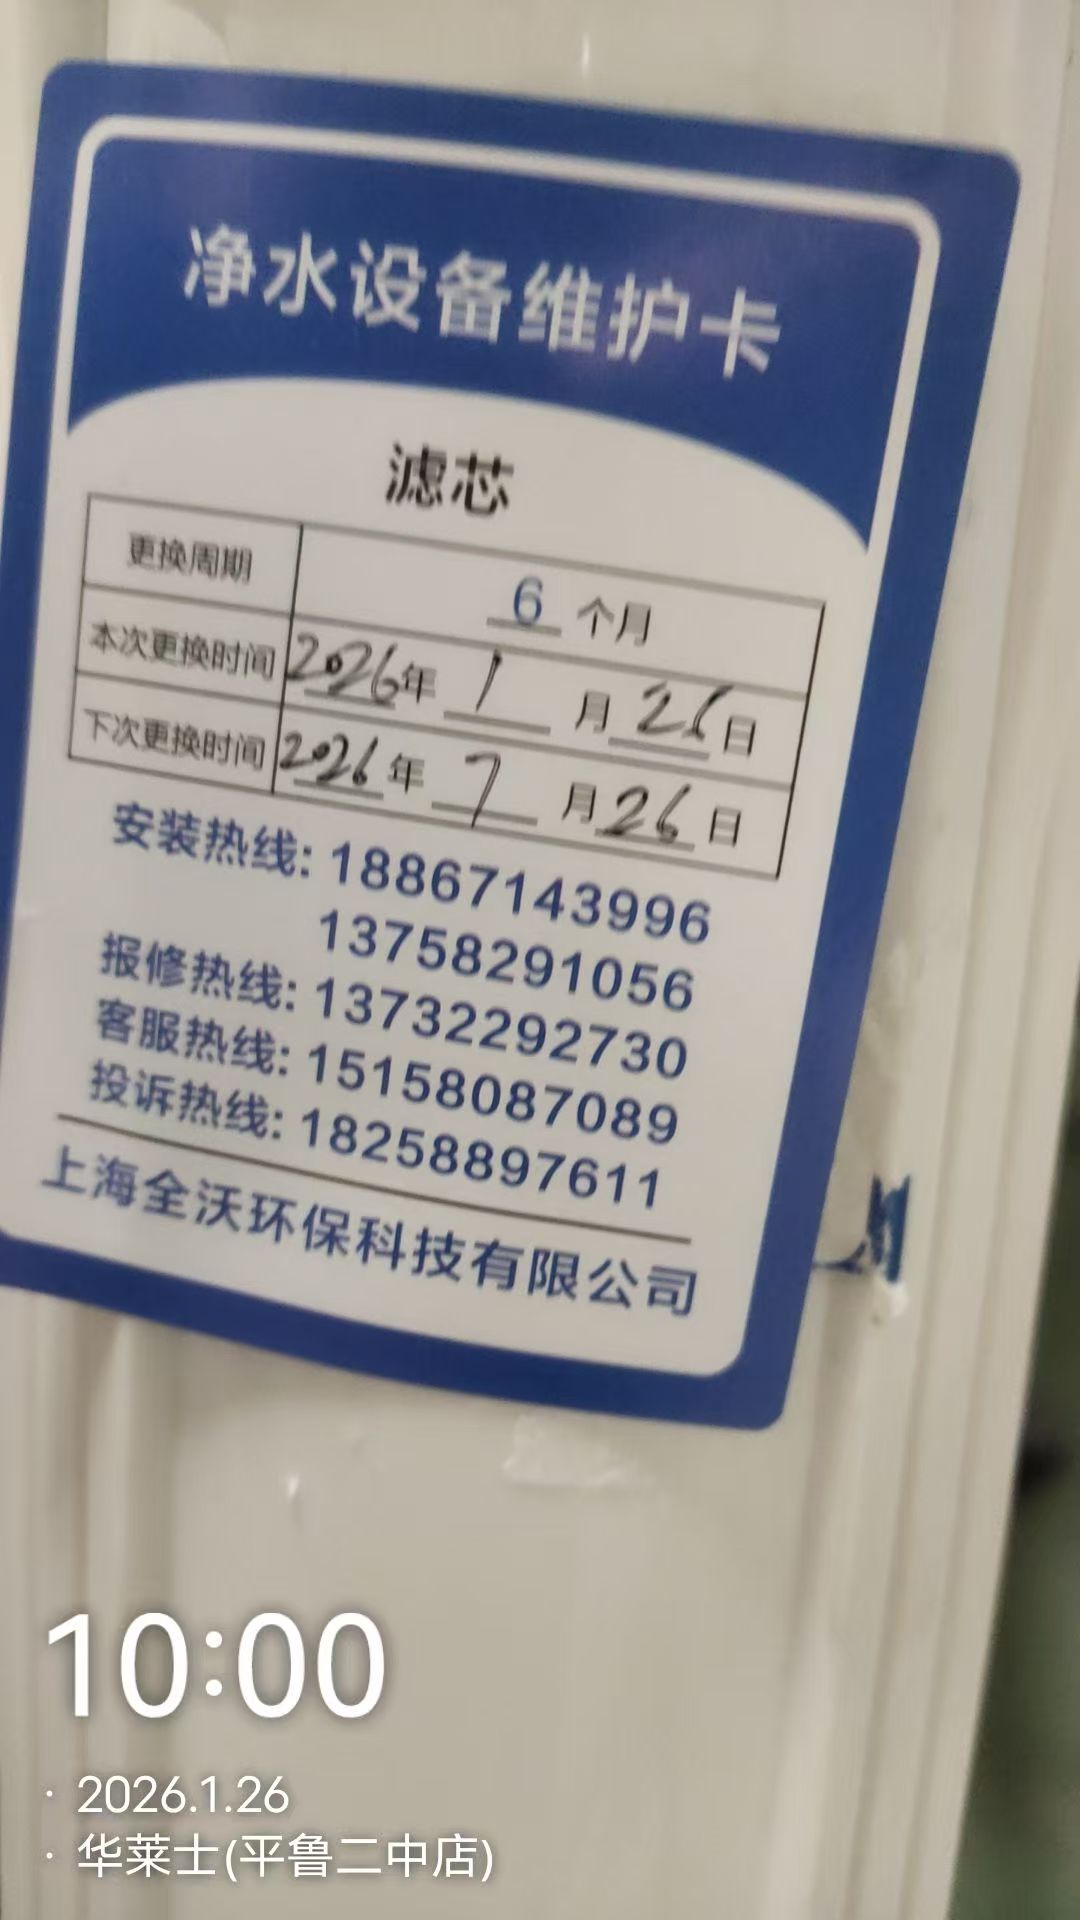 净水设备维护卡
滤芯
更换周期 6 个月
本次更换时间 2026年 1 月 26日
下次更换时间 2026年 7 月 26日
安装热线: 18867143996
13758291056
报修热线: 13732292730
客服热线: 15158087089
投诉热线: 18258897611
上海全沃环保科技有限公司
10:00
· 2026.1.26
· 华莱士(平鲁二中店)